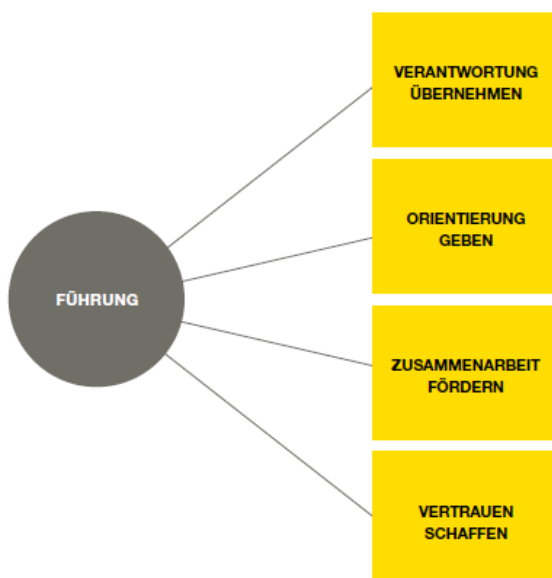 FÜHRUNG
VERANTWORTUNG
ÜBERNEHMEN
ORIENTIERUNG
GEBEN
ZUSAMMENARBEIT
FÖRDERN
VERTRAUEN
SCHAFFEN